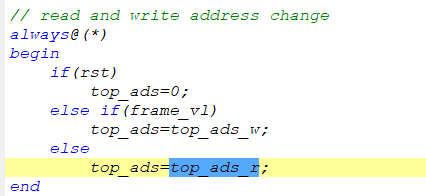 // read and write address change
always@(*)
begin
    if(rst)
        top_ads=0;
    else if(frame_vl)
        top_ads=top_ads_w;
    else
        top_ads=top_ads_r;
end